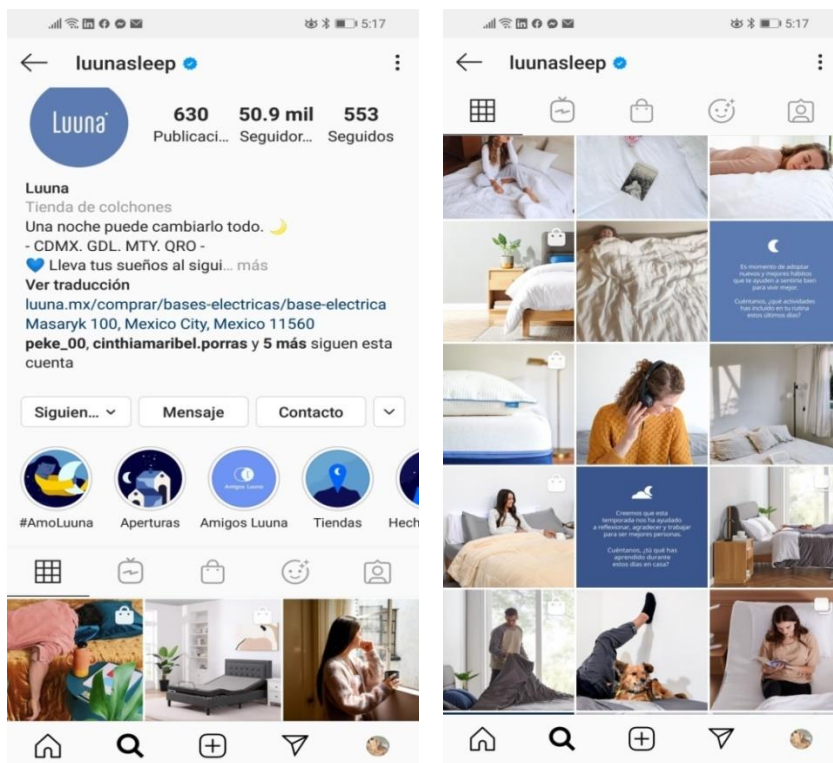 5:17
luunasleep
Luuna
630 50.9 mil 553
Publicaci... Seguidor... Seguidos
Luuna
Tienda de colchones
Una noche puede cambiarlo todo. 🌙
- CDMX. GDL. MTY. QRO -
💙 Lleva tus sueños al sigui... más
Ver traducción
luuna.mx/comprar/bases-electricas/base-electrica
Masaryk 100, Mexico City, Mexico 11560
peke_00, cinthiamaribel.porras y 5 más siguen esta
cuenta
Siguien... Mensaje Contacto
Amigos Luuna
#AmoLuuna Aperturas Amigos Luuna Tiendas Hech
5:17
luunasleep
Es momento de adoptar
nuevos y mejores hábitos
que te ayuden a sentirte bien
para vivir mejor.
Cuéntanos, ¿qué actividades
has incluido en tu rutina
estos últimos días?
Creemos que esta
temporada nos ha ayudado
a reflexionar, agradecer y trabajar
para ser mejores personas.
Cuéntanos, ¿tú qué has
aprendido durante
estos días en casa?